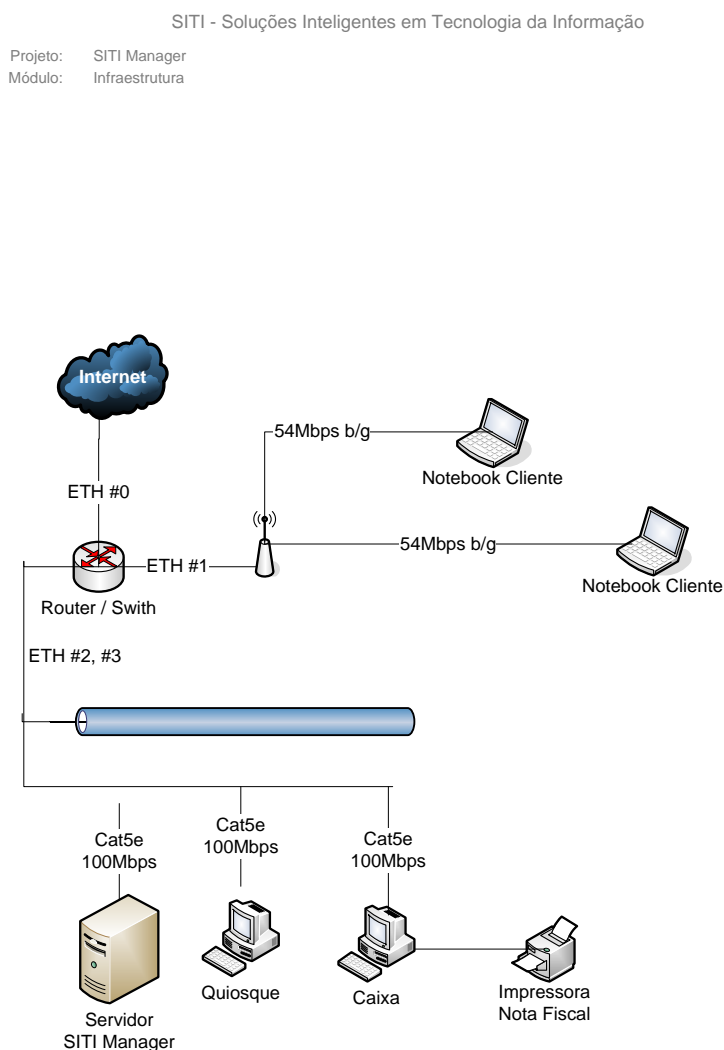 SITI - Soluções Inteligentes em Tecnologia da Informação
Projeto: SITI Manager
Módulo: Infraestrutura
Internet
54Mbps b/g
Notebook Cliente
ETH #0
54Mbps b/g
ETH #1
Notebook Cliente
Router / Swith
ETH #2, #3
Cat5e
100Mbps
Cat5e
100Mbps
Cat5e
100Mbps
Servidor
SITI Manager
Quiosque
Caixa
Impressora
Nota Fiscal